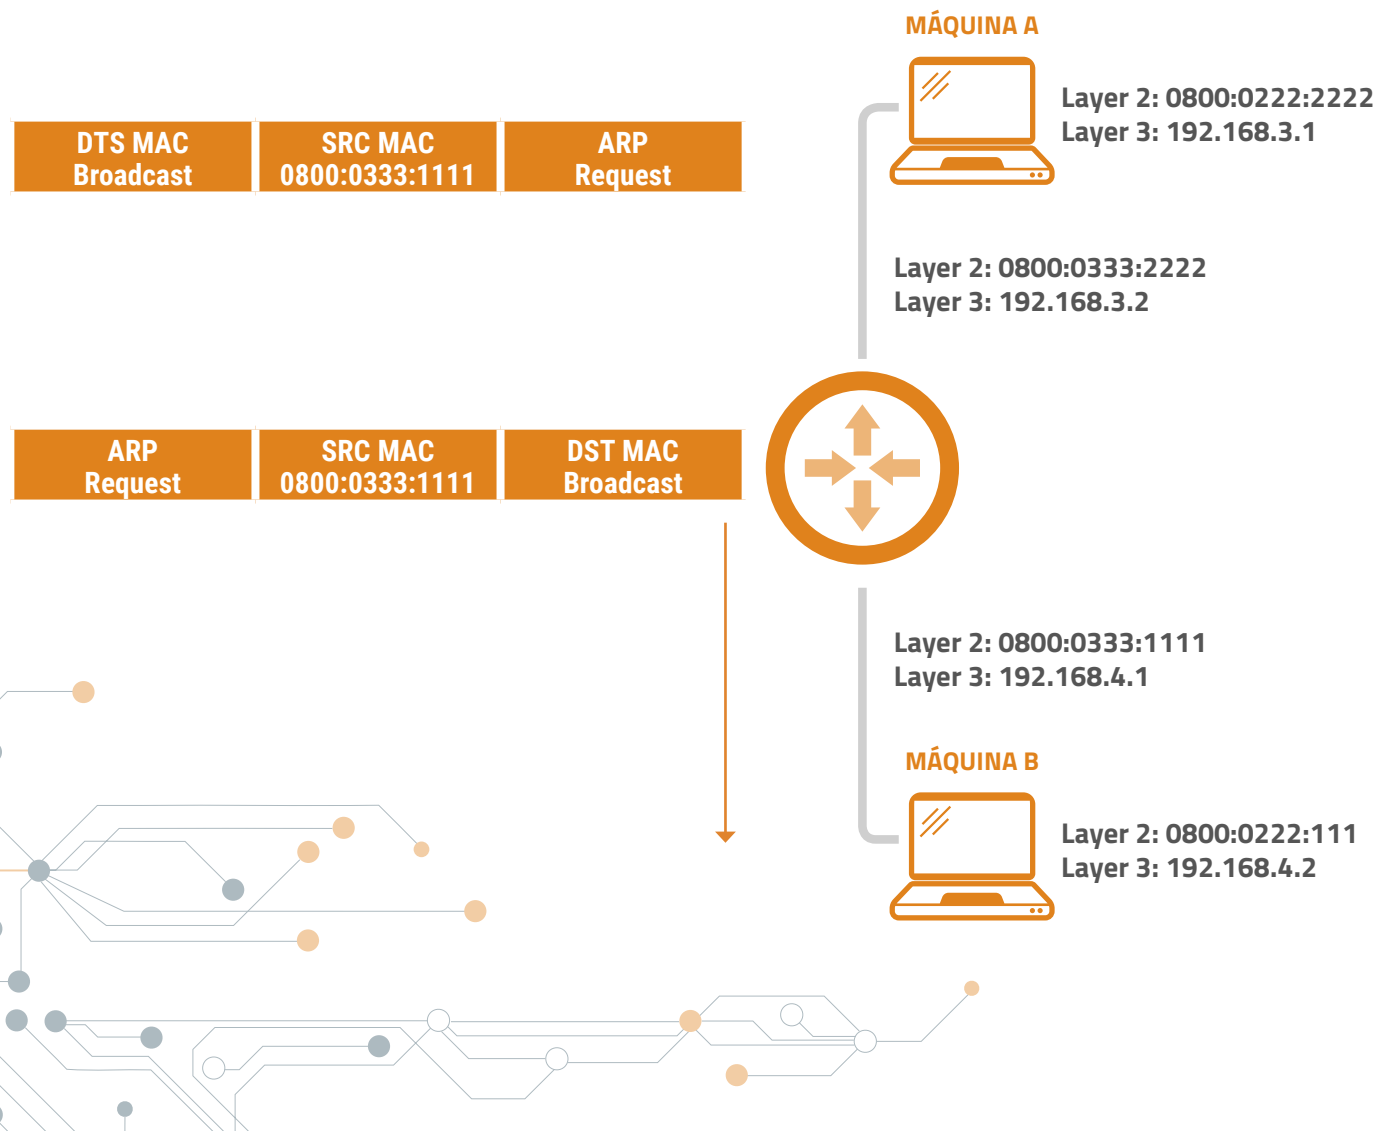 MÁQUINA A
Layer 2: 0800:0222:2222
Layer 3: 192.168.3.1
DTS MAC
Broadcast
SRC MAC
0800:0333:1111
ARP
Request
Layer 2: 0800:0333:2222
Layer 3: 192.168.3.2
ARP
Request
SRC MAC
0800:0333:1111
DST MAC
Broadcast
Layer 2: 0800:0333:1111
Layer 3: 192.168.4.1
MÁQUINA B
Layer 2: 0800:0222:111
Layer 3: 192.168.4.2